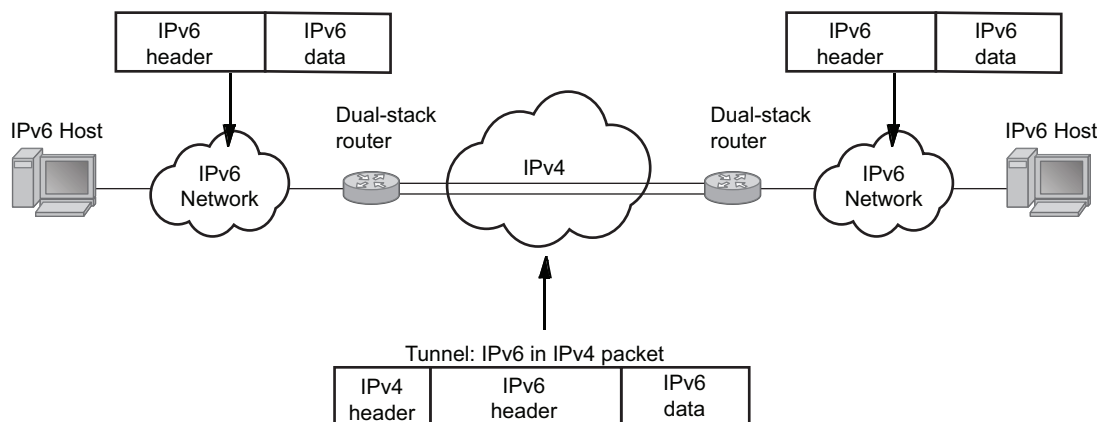 IPv6
header
IPv6
data
IPv6
header
IPv6
data
IPv6 Host
IPv6
Network
Dual-stack
router
IPv4
Dual-stack
router
IPv6
Network
IPv6 Host
Tunnel: IPv6 in IPv4 packet
IPv4
header
IPv6
header
IPv6
data